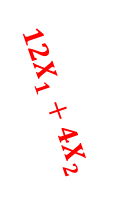 12X₁ + 4X₂